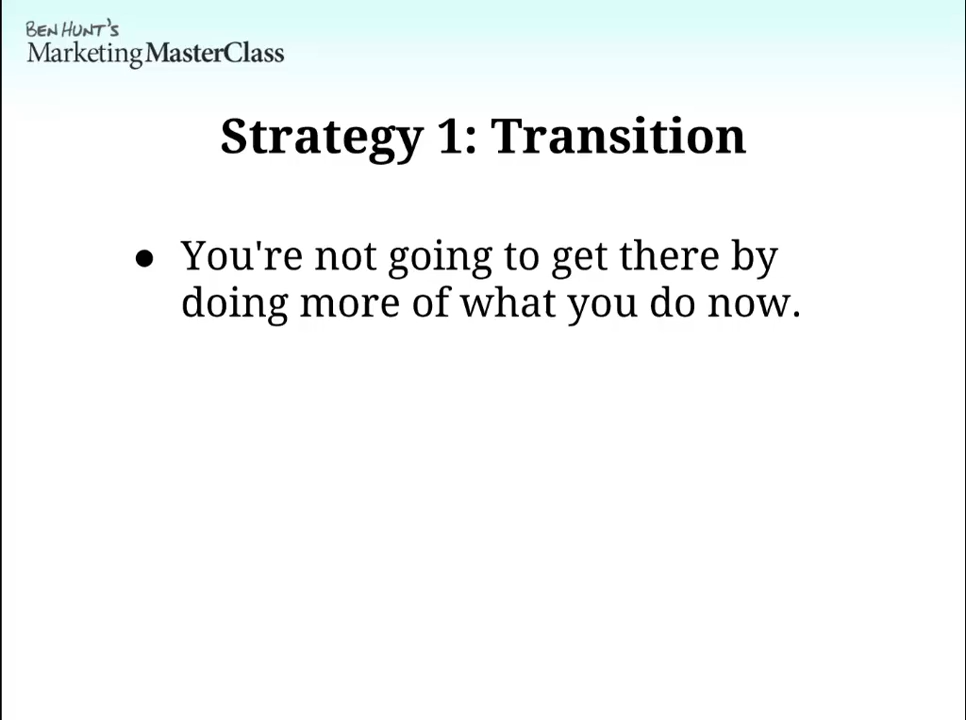 BEN HUNT'S
MarketingMasterClass
Strategy 1: Transition
● You're not going to get there by
doing more of what you do now.